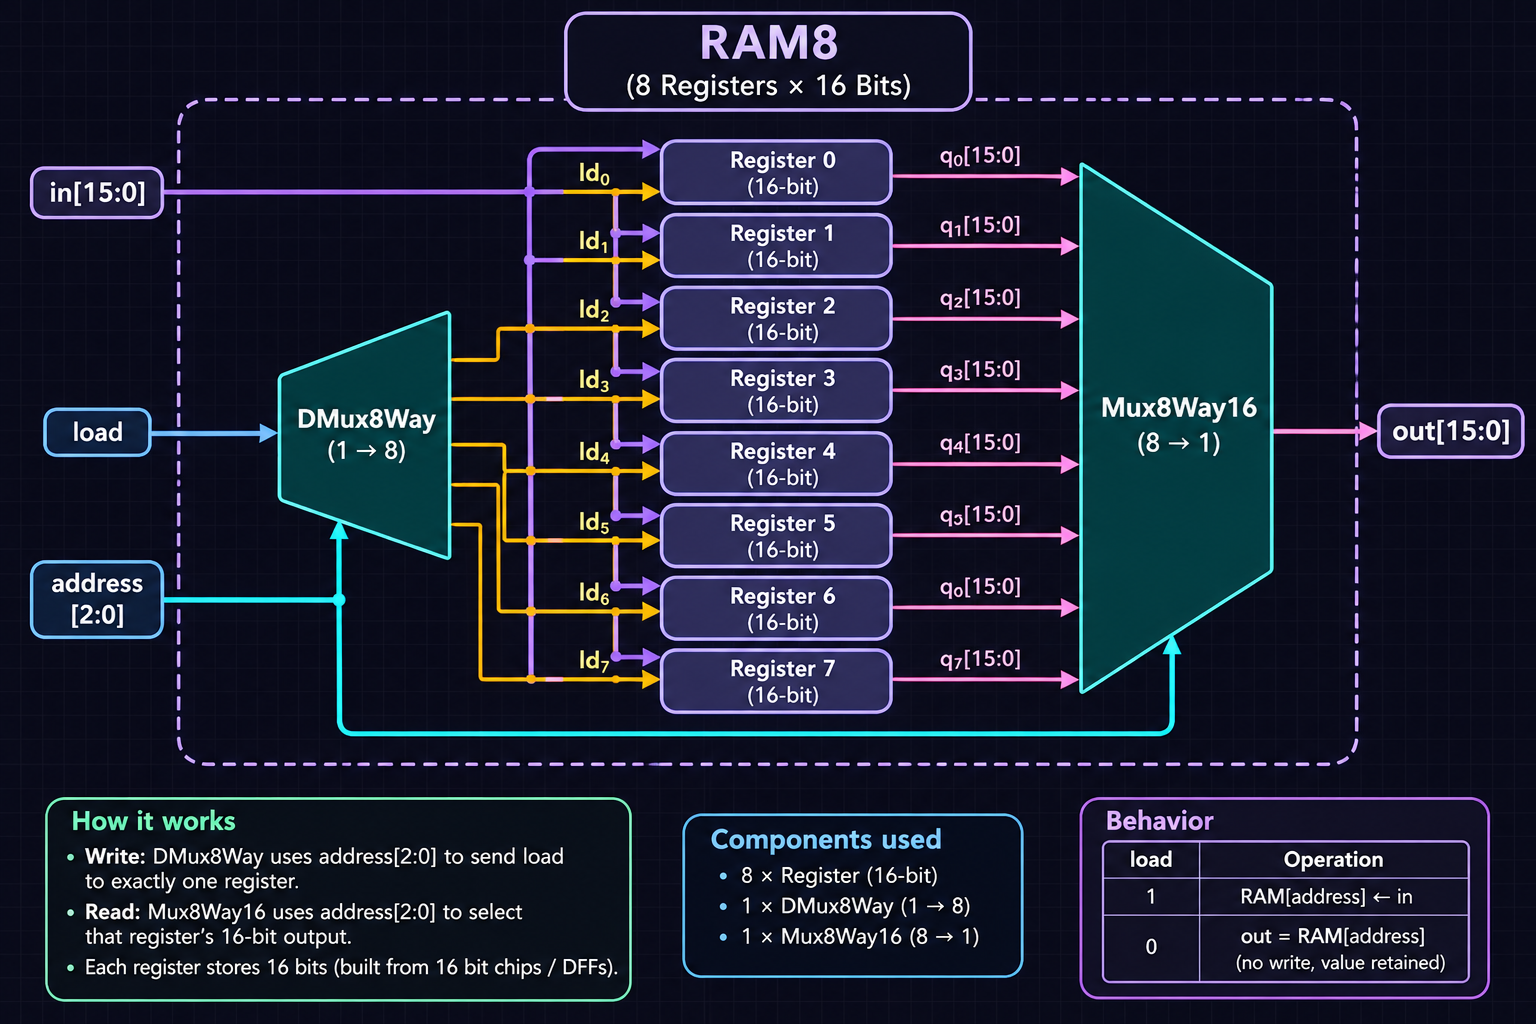 RAM8
(8 Registers × 16 Bits)
in[15:0]
load
address
[2:0]
DMux8Way
(1 → 8)
ld₀
ld₁
ld₂
ld₃
ld₄
ld₅
ld₆
ld₇
Register 0
(16-bit)
Register 1
(16-bit)
Register 2
(16-bit)
Register 3
(16-bit)
Register 4
(16-bit)
Register 5
(16-bit)
Register 6
(16-bit)
Register 7
(16-bit)
q₀[15:0]
q₁[15:0]
q₂[15:0]
q₃[15:0]
q₄[15:0]
q₅[15:0]
q₀[15:0]
q₇[15:0]
Mux8Way16
(8 → 1)
out[15:0]
How it works
• Write: DMux8Way uses address[2:0] to send load
to exactly one register.
• Read: Mux8Way16 uses address[2:0] to select
that register's 16-bit output.
• Each register stores 16 bits (built from 16 bit chips / DFFs).
Components used
• 8 × Register (16-bit)
• 1 × DMux8Way (1 → 8)
• 1 × Mux8Way16 (8 → 1)
Behavior
load Operation
1 RAM[address] ← in
0 out = RAM[address]
(no write, value retained)